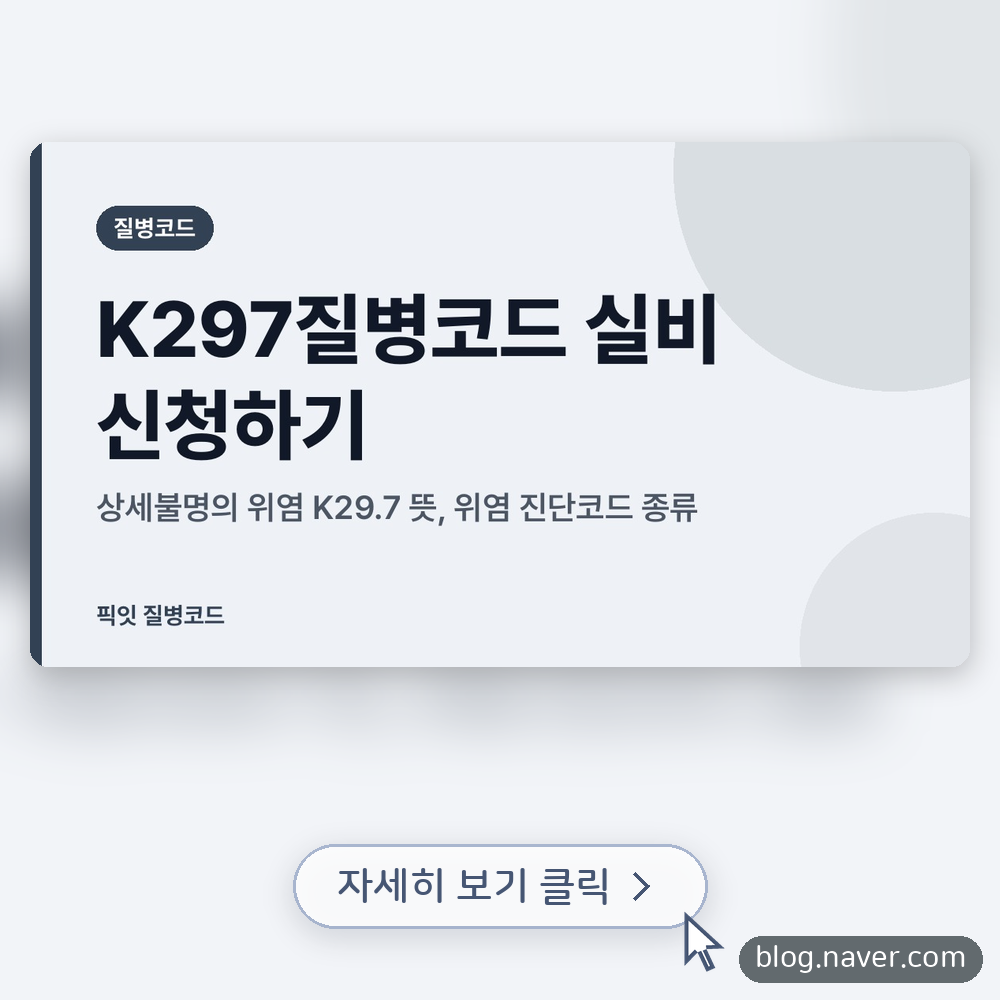 질병코드
K297질병코드 실비
신청하기
상세불명의 위염 K29.7 뜻, 위염 진단코드 종류
픽잇 질병코드
자세히 보기 클릭
blog.naver.com